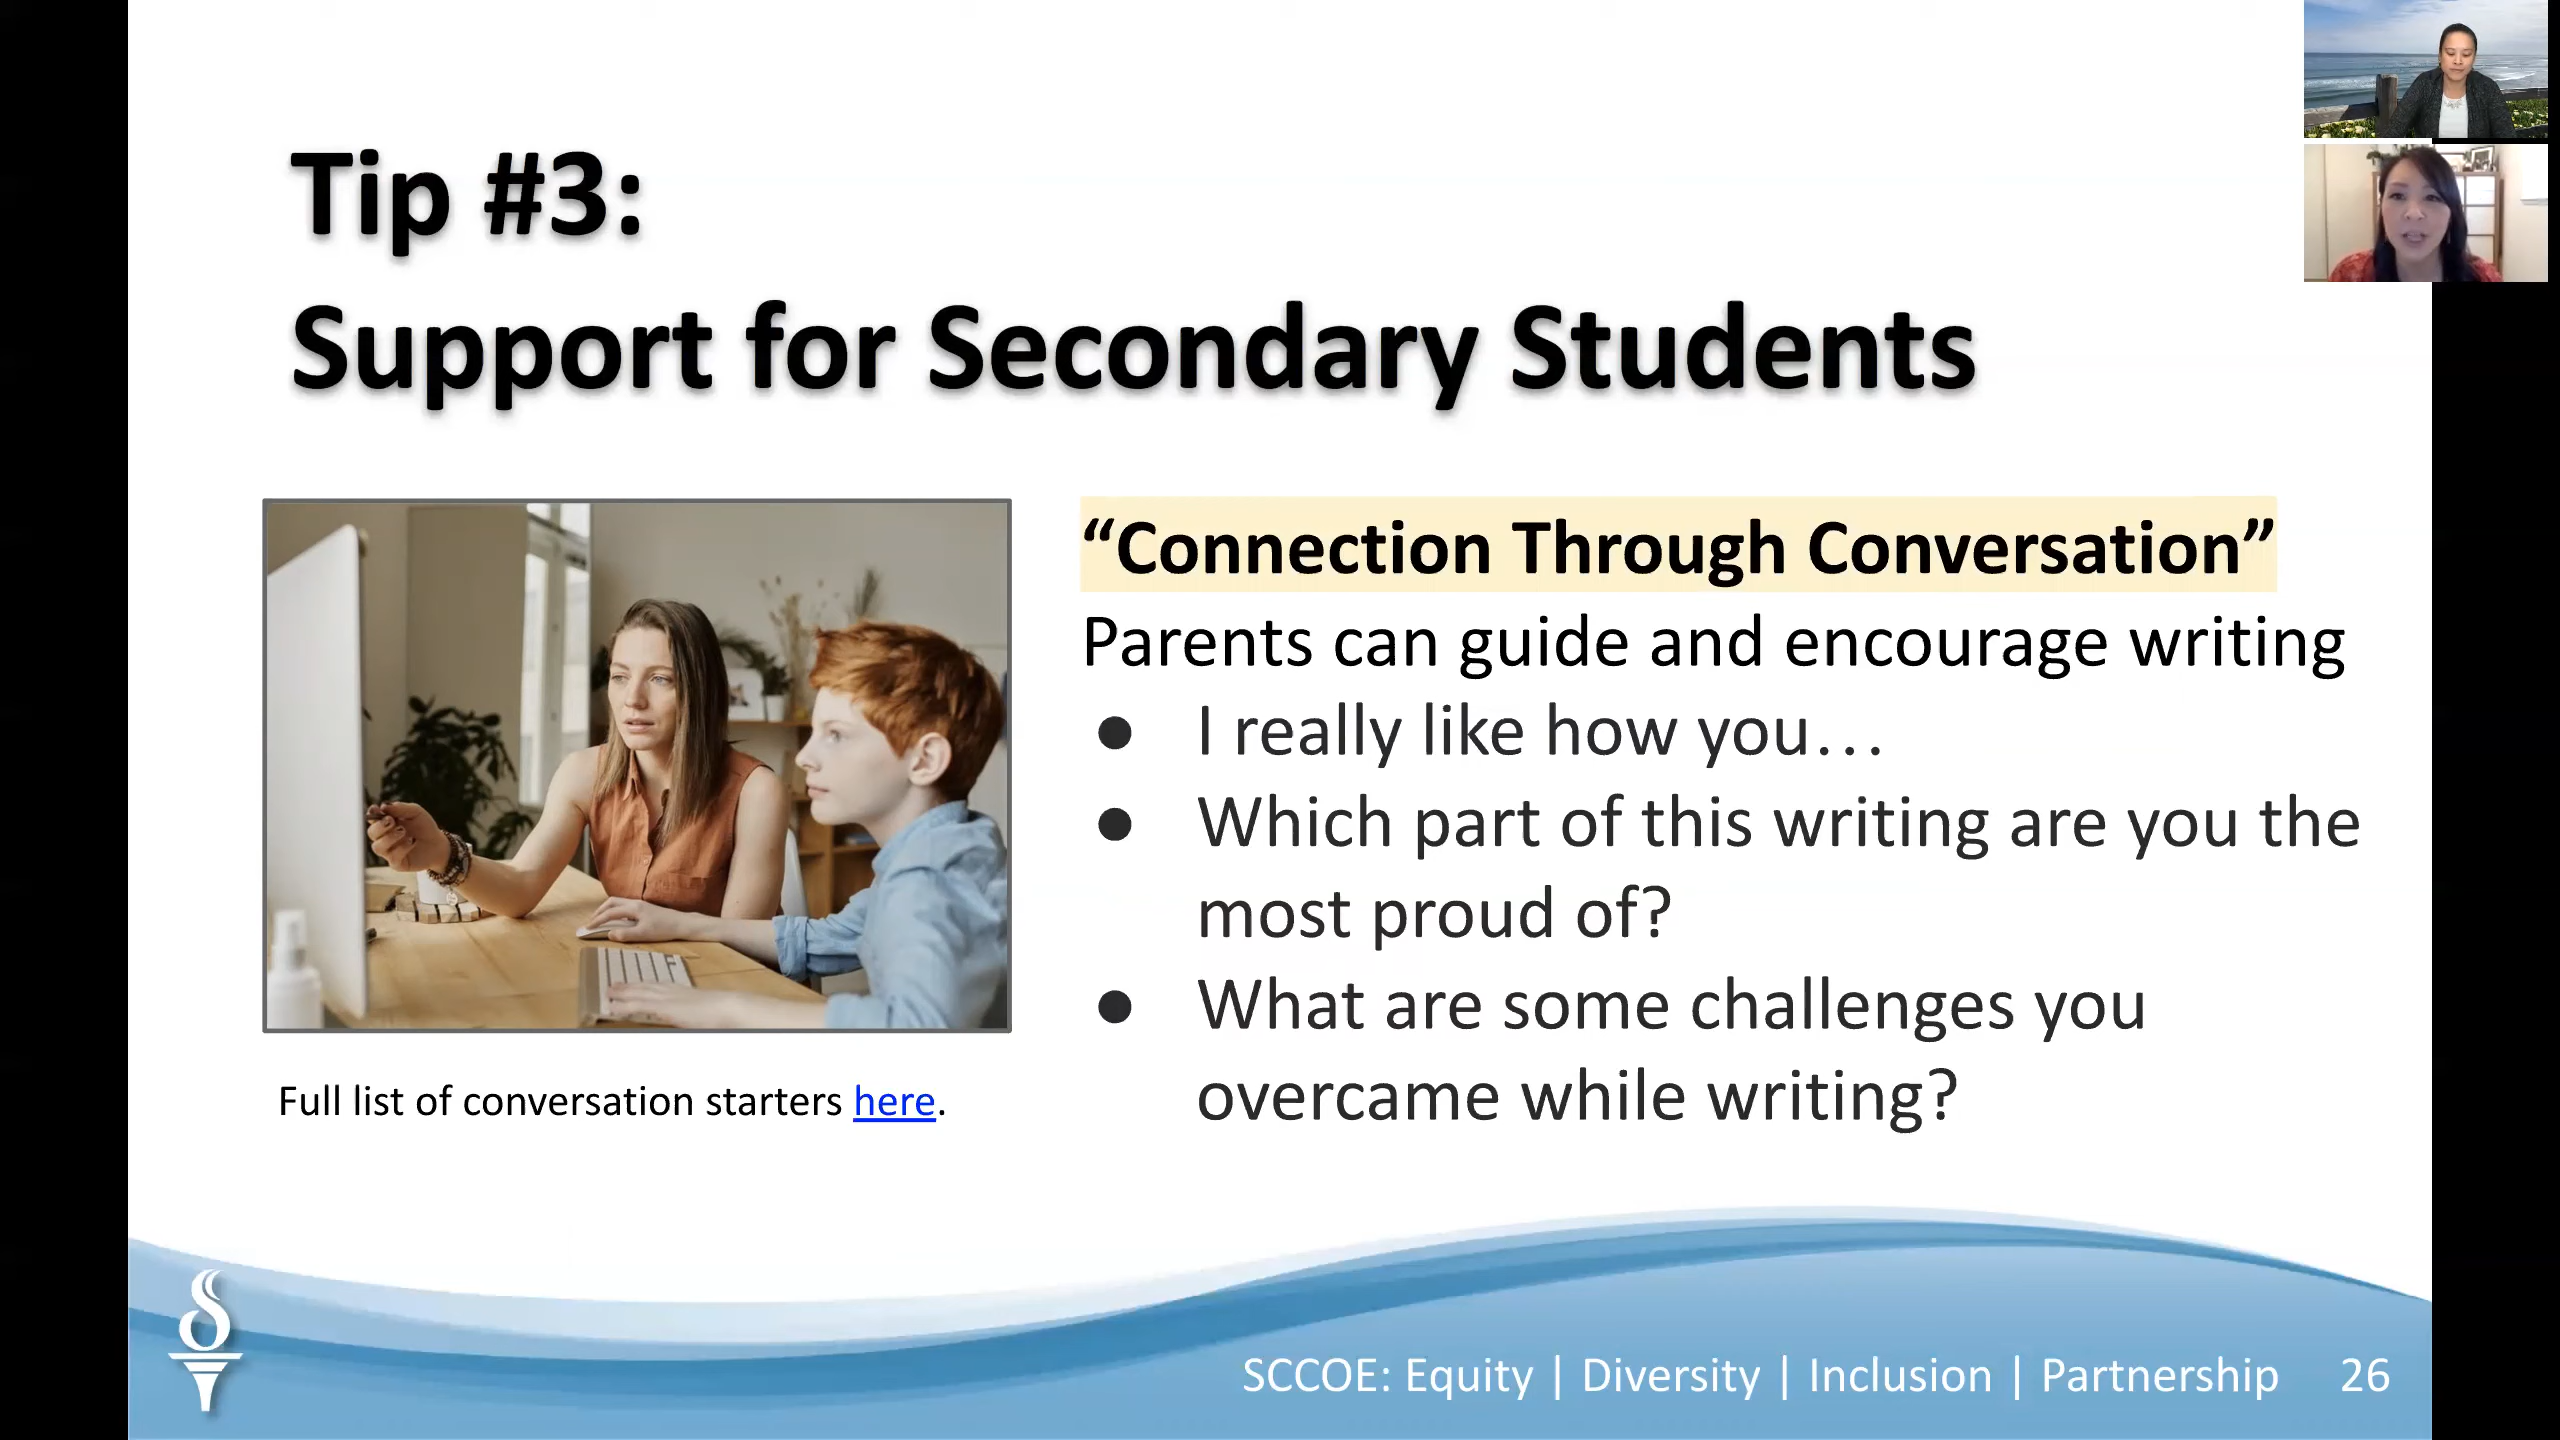 Tip #3:
Support for Secondary Students
“Connection Through Conversation”
Parents can guide and encourage writing
● I really like how you…
● Which part of this writing are you the
most proud of?
● What are some challenges you
overcame while writing?
Full list of conversation starters here.
SCCOE: Equity | Diversity | Inclusion | Partnership 26